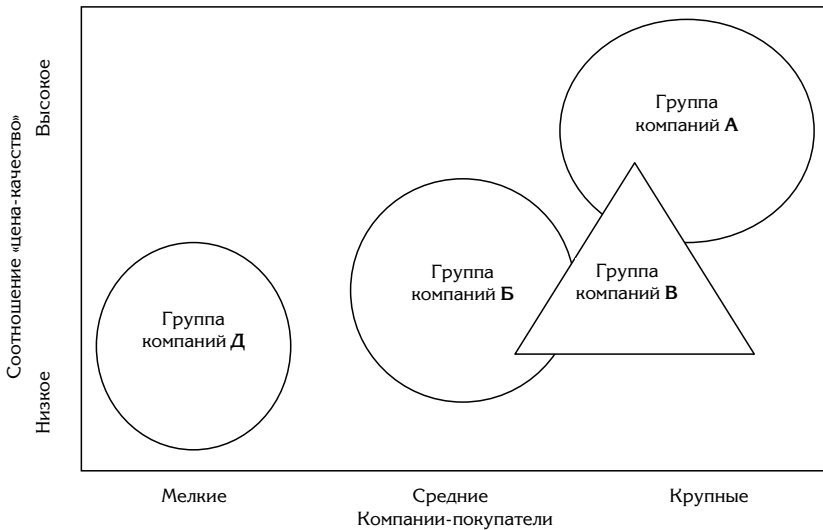 Соотношение «цена-качество»
Высокое
Низкое
Группа
компаний А
Группа
компаний Б
Группа
компаний В
Группа
компаний Д
Мелкие
Средние
Крупные
Компании-покупатели